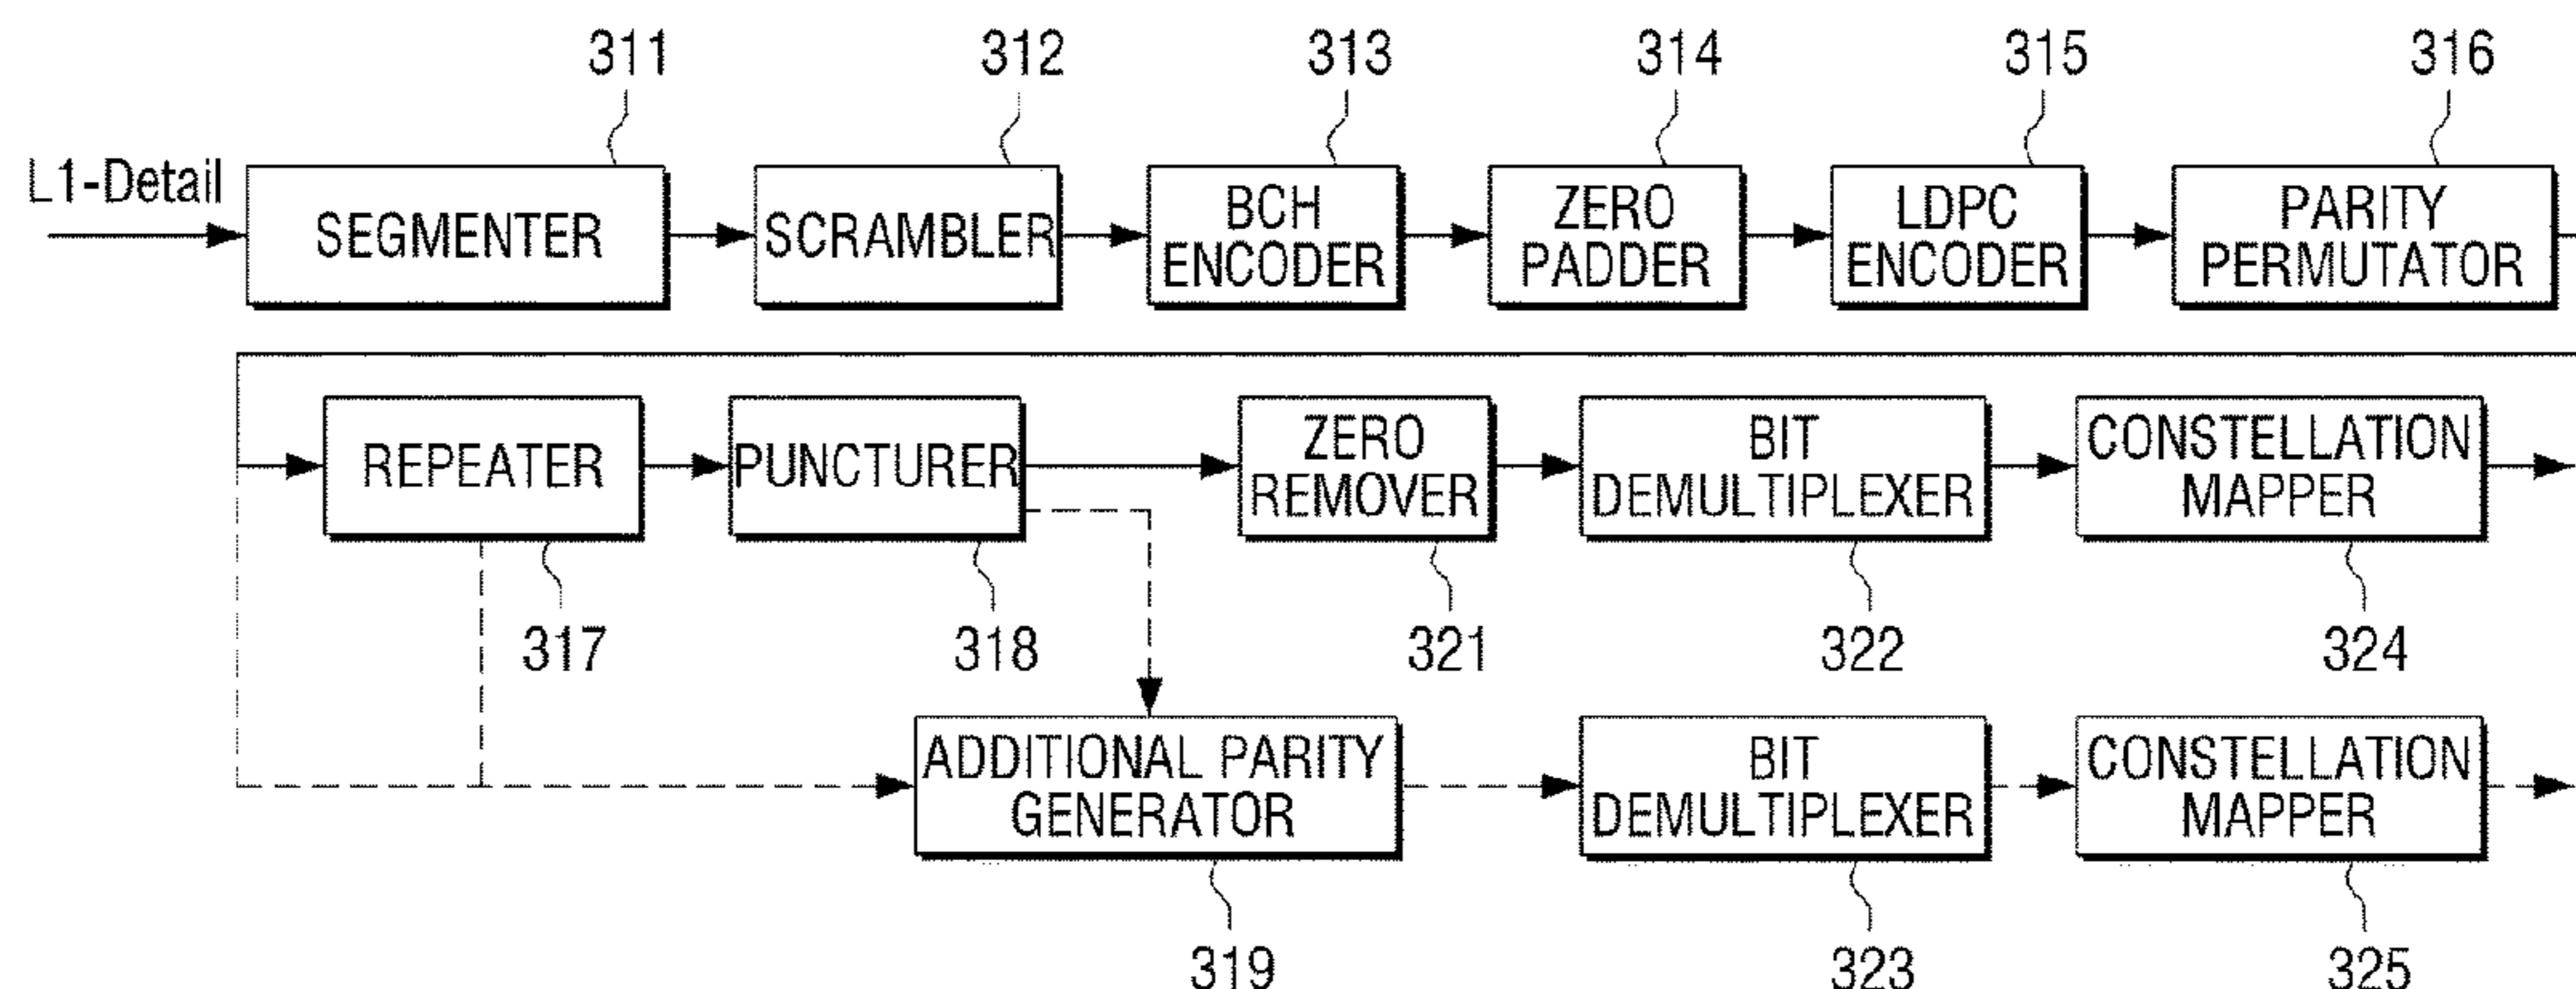 311
312
313
314
315
316
L1-Detail
SEGMENTER
SCRAMBLER
BCH
ENCODER
ZERO
PADDER
LDPC
ENCODER
PARITY
PERMUTATOR
REPEATER
PUNCTURER
ZERO
REMOVER
BIT
DEMULTIPLEXER
CONSTELLATION
MAPPER
317
318
321
322
324
ADDITIONAL PARITY
GENERATOR
BIT
DEMULTIPLEXER
CONSTELLATION
MAPPER
319
323
325